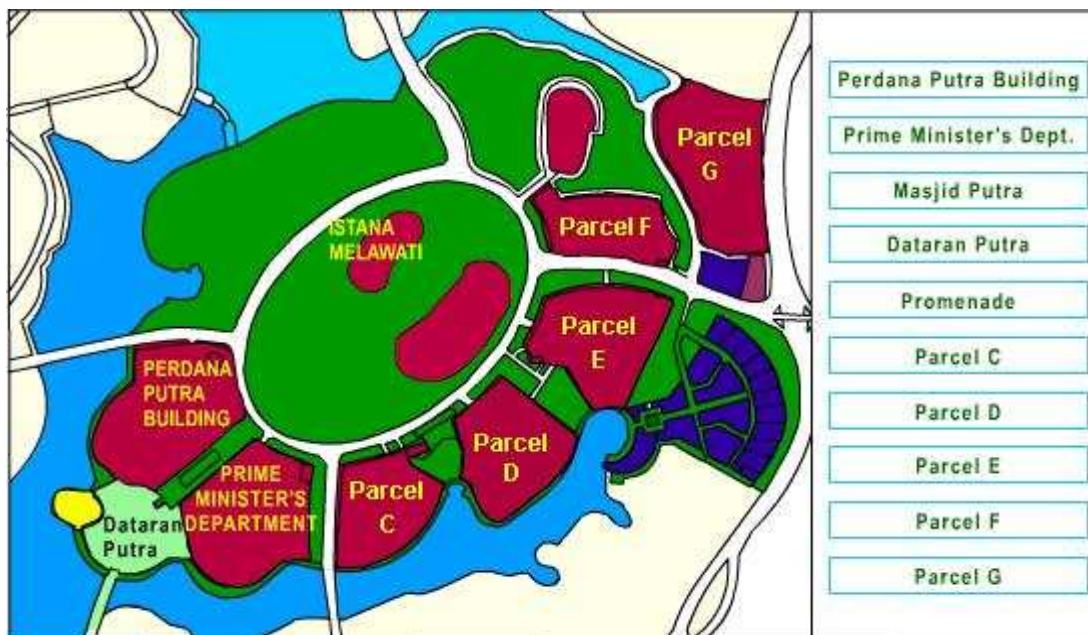 Parcel
G
Parcel F
ISTANA
MELAWATI
Parcel
E
PERDANA
PUTRA
BUILDING
Parcel
D
PRIME
MINISTER'S
DEPARTMENT
Parcel
C
Dataran
Putra
Perdana Putra Building
Prime Minister's Dept.
Masjid Putra
Dataran Putra
Promenade
Parcel C
Parcel D
Parcel E
Parcel F
Parcel G